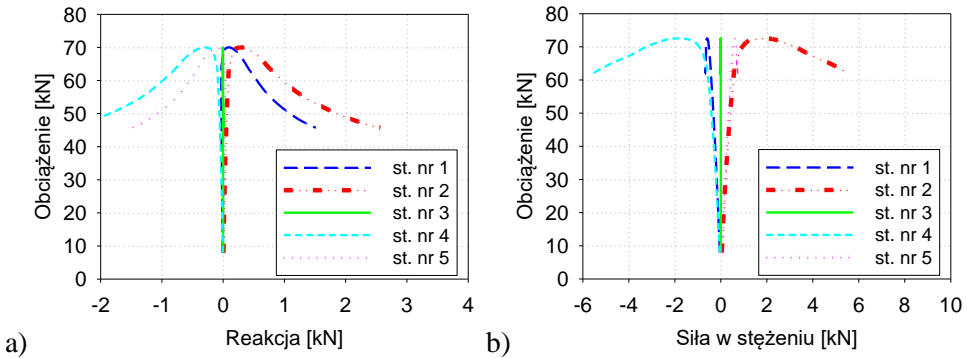 80
70
60
50
40
30
20
10
0
Obciążenie [kN]
-2 -1 0 1 2 3 4
Reakcja [kN]
st. nr 1
st. nr 2
st. nr 3
st. nr 4
st. nr 5
a)
80
70
60
50
40
30
20
10
0
Obciążenie [kN]
-6 -4 -2 0 2 4 6 8 10
Siła w stężeniu [kN]
st. nr 1
st. nr 2
st. nr 3
st. nr 4
st. nr 5
b)